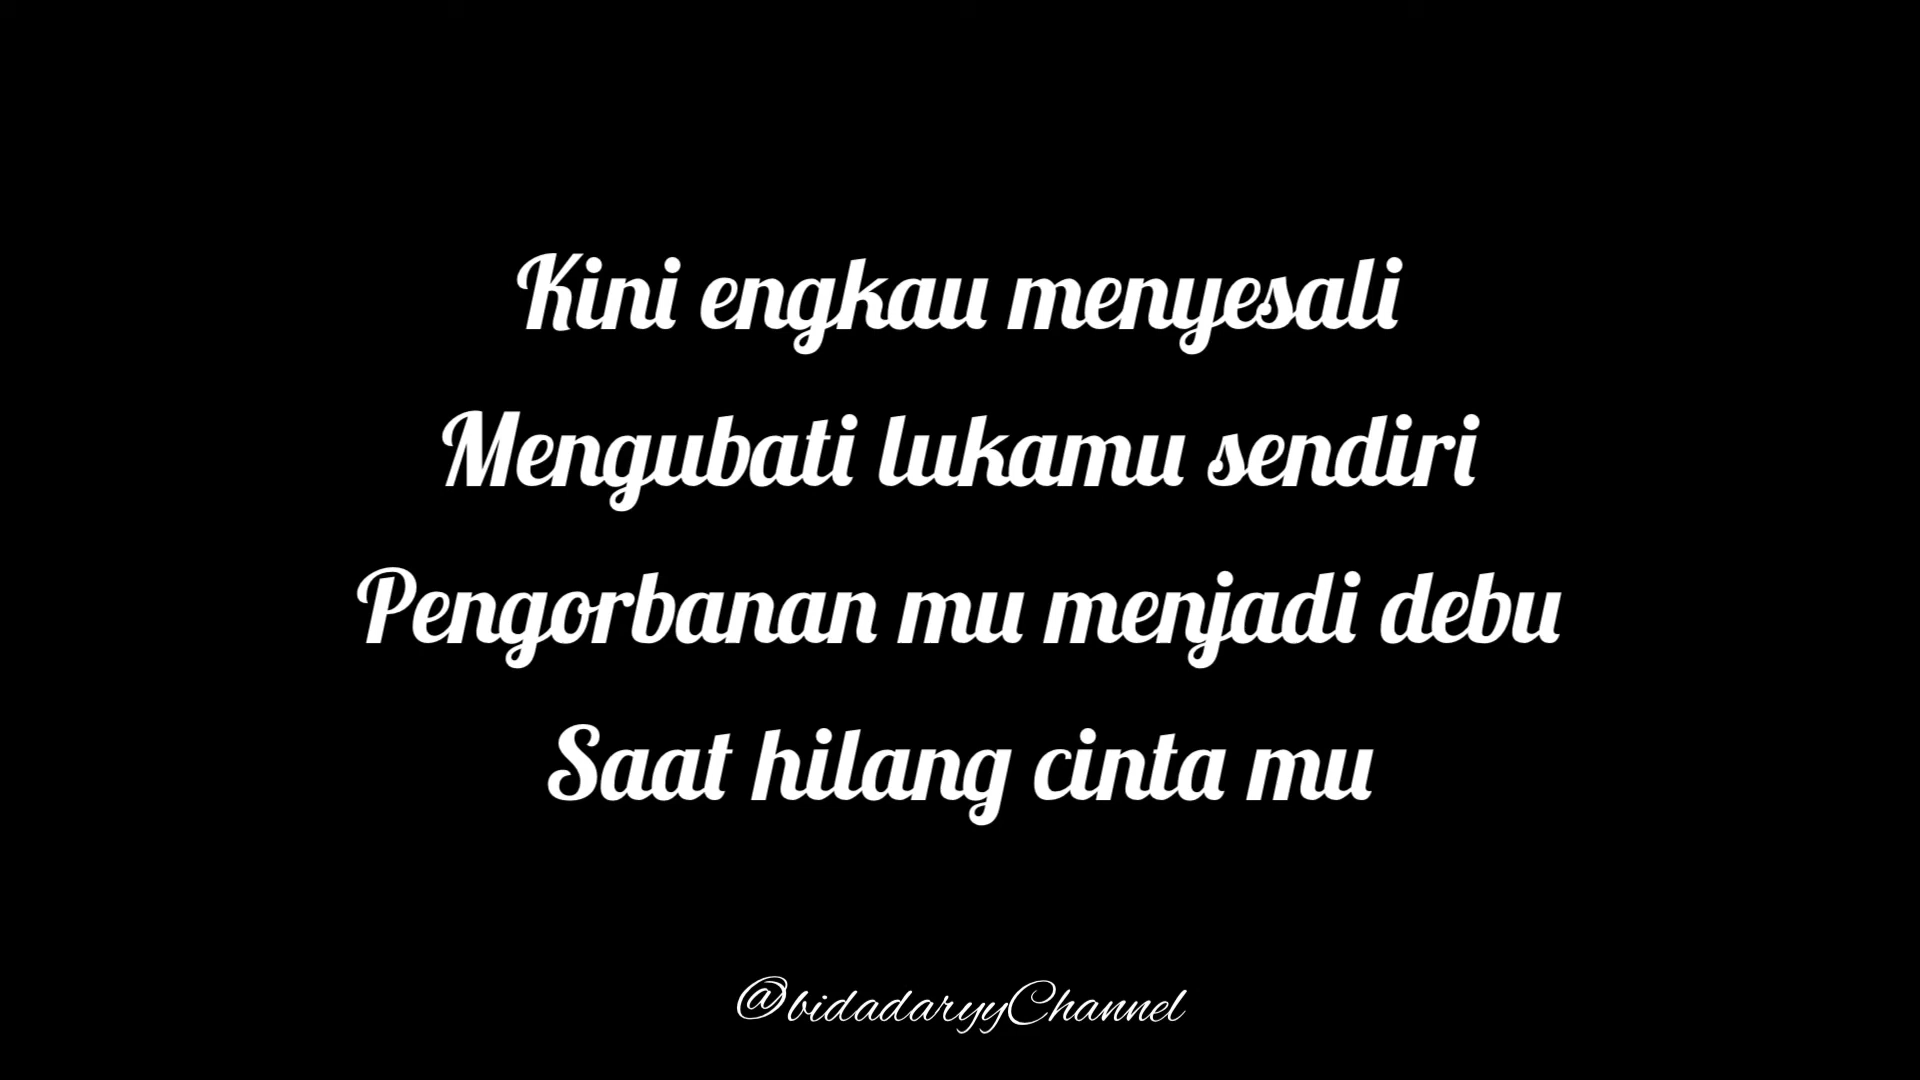 Kini engkau menyesali
Mengubati lukamu sendiri
Pengorbanan mu menjadi debu
Saat hilang cinta mu
@bidadaryyChannel